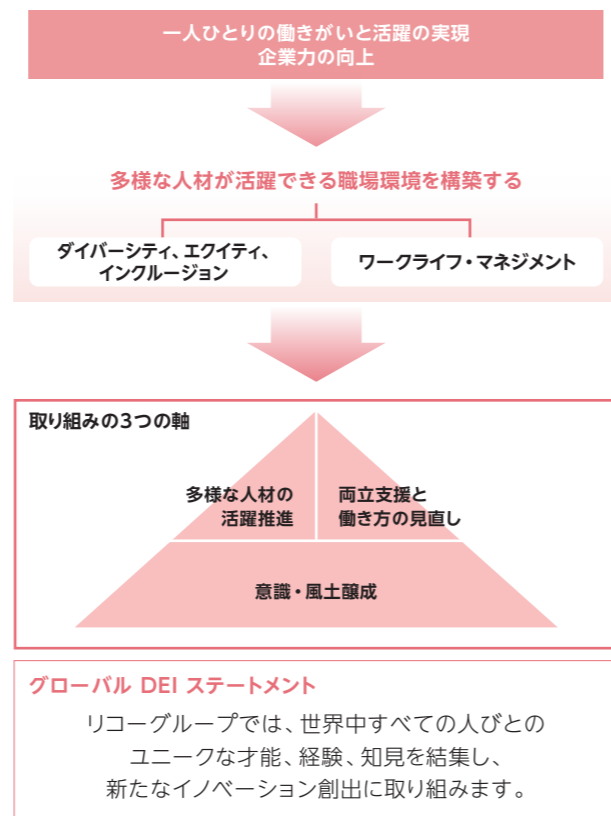 一人ひとりの働きがいと活躍の実現
企業力の向上
多様な人材が活躍できる職場環境を構築する
ダイバーシティ、エクイティ、
インクルージョン
ワークライフ・マネジメント
取り組みの3つの軸
多様な人材の
活躍推進
両立支援と
働き方の見直し
意識・風土醸成
グローバル DEI ステートメント
リコーグループでは、世界中すべての人びとの
ユニークな才能、経験、知見を結集し、
新たなイノベーション創出に取り組みます。